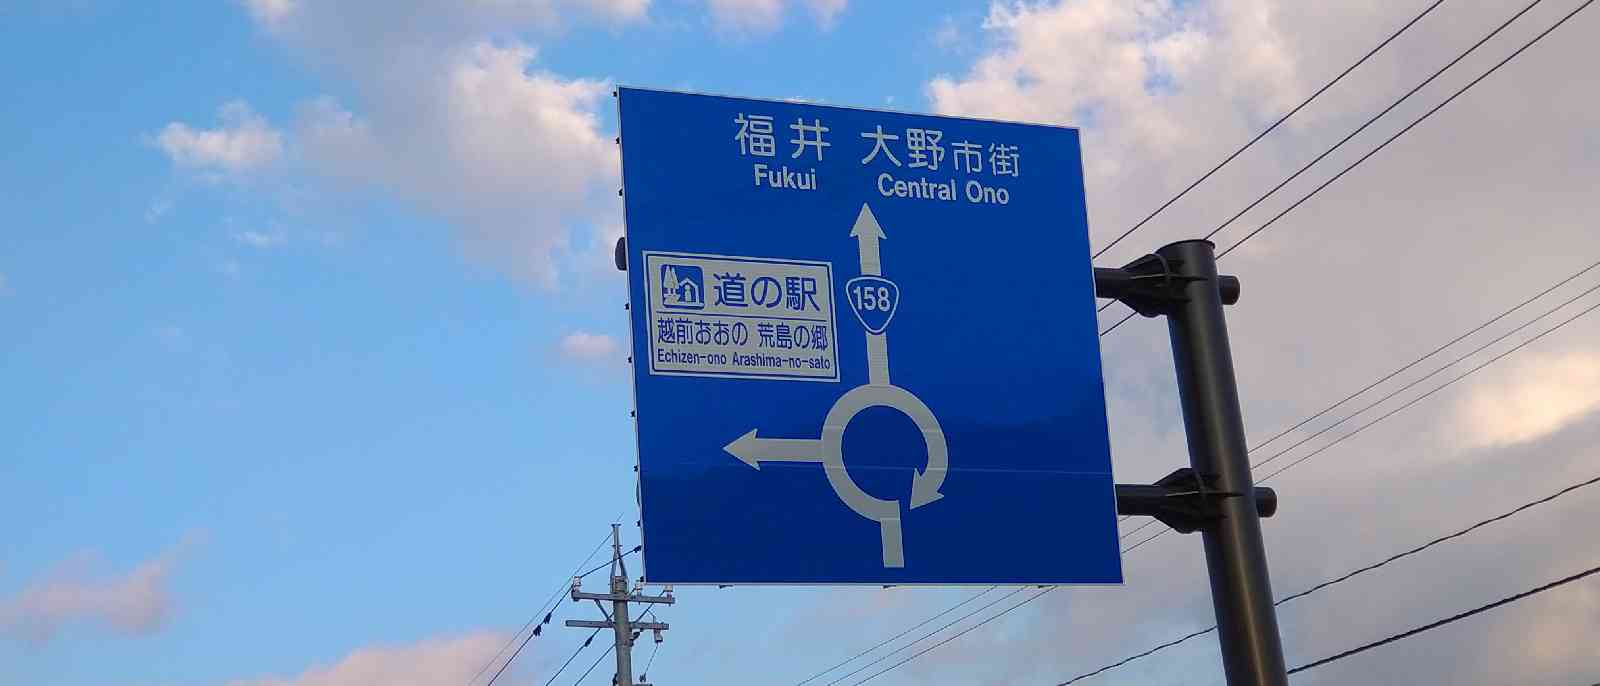 福井 大野市街
Fukui Central Ono
158
道の駅
越前おおの 荒島の郷
Echizen-ono Arashima-no-sato